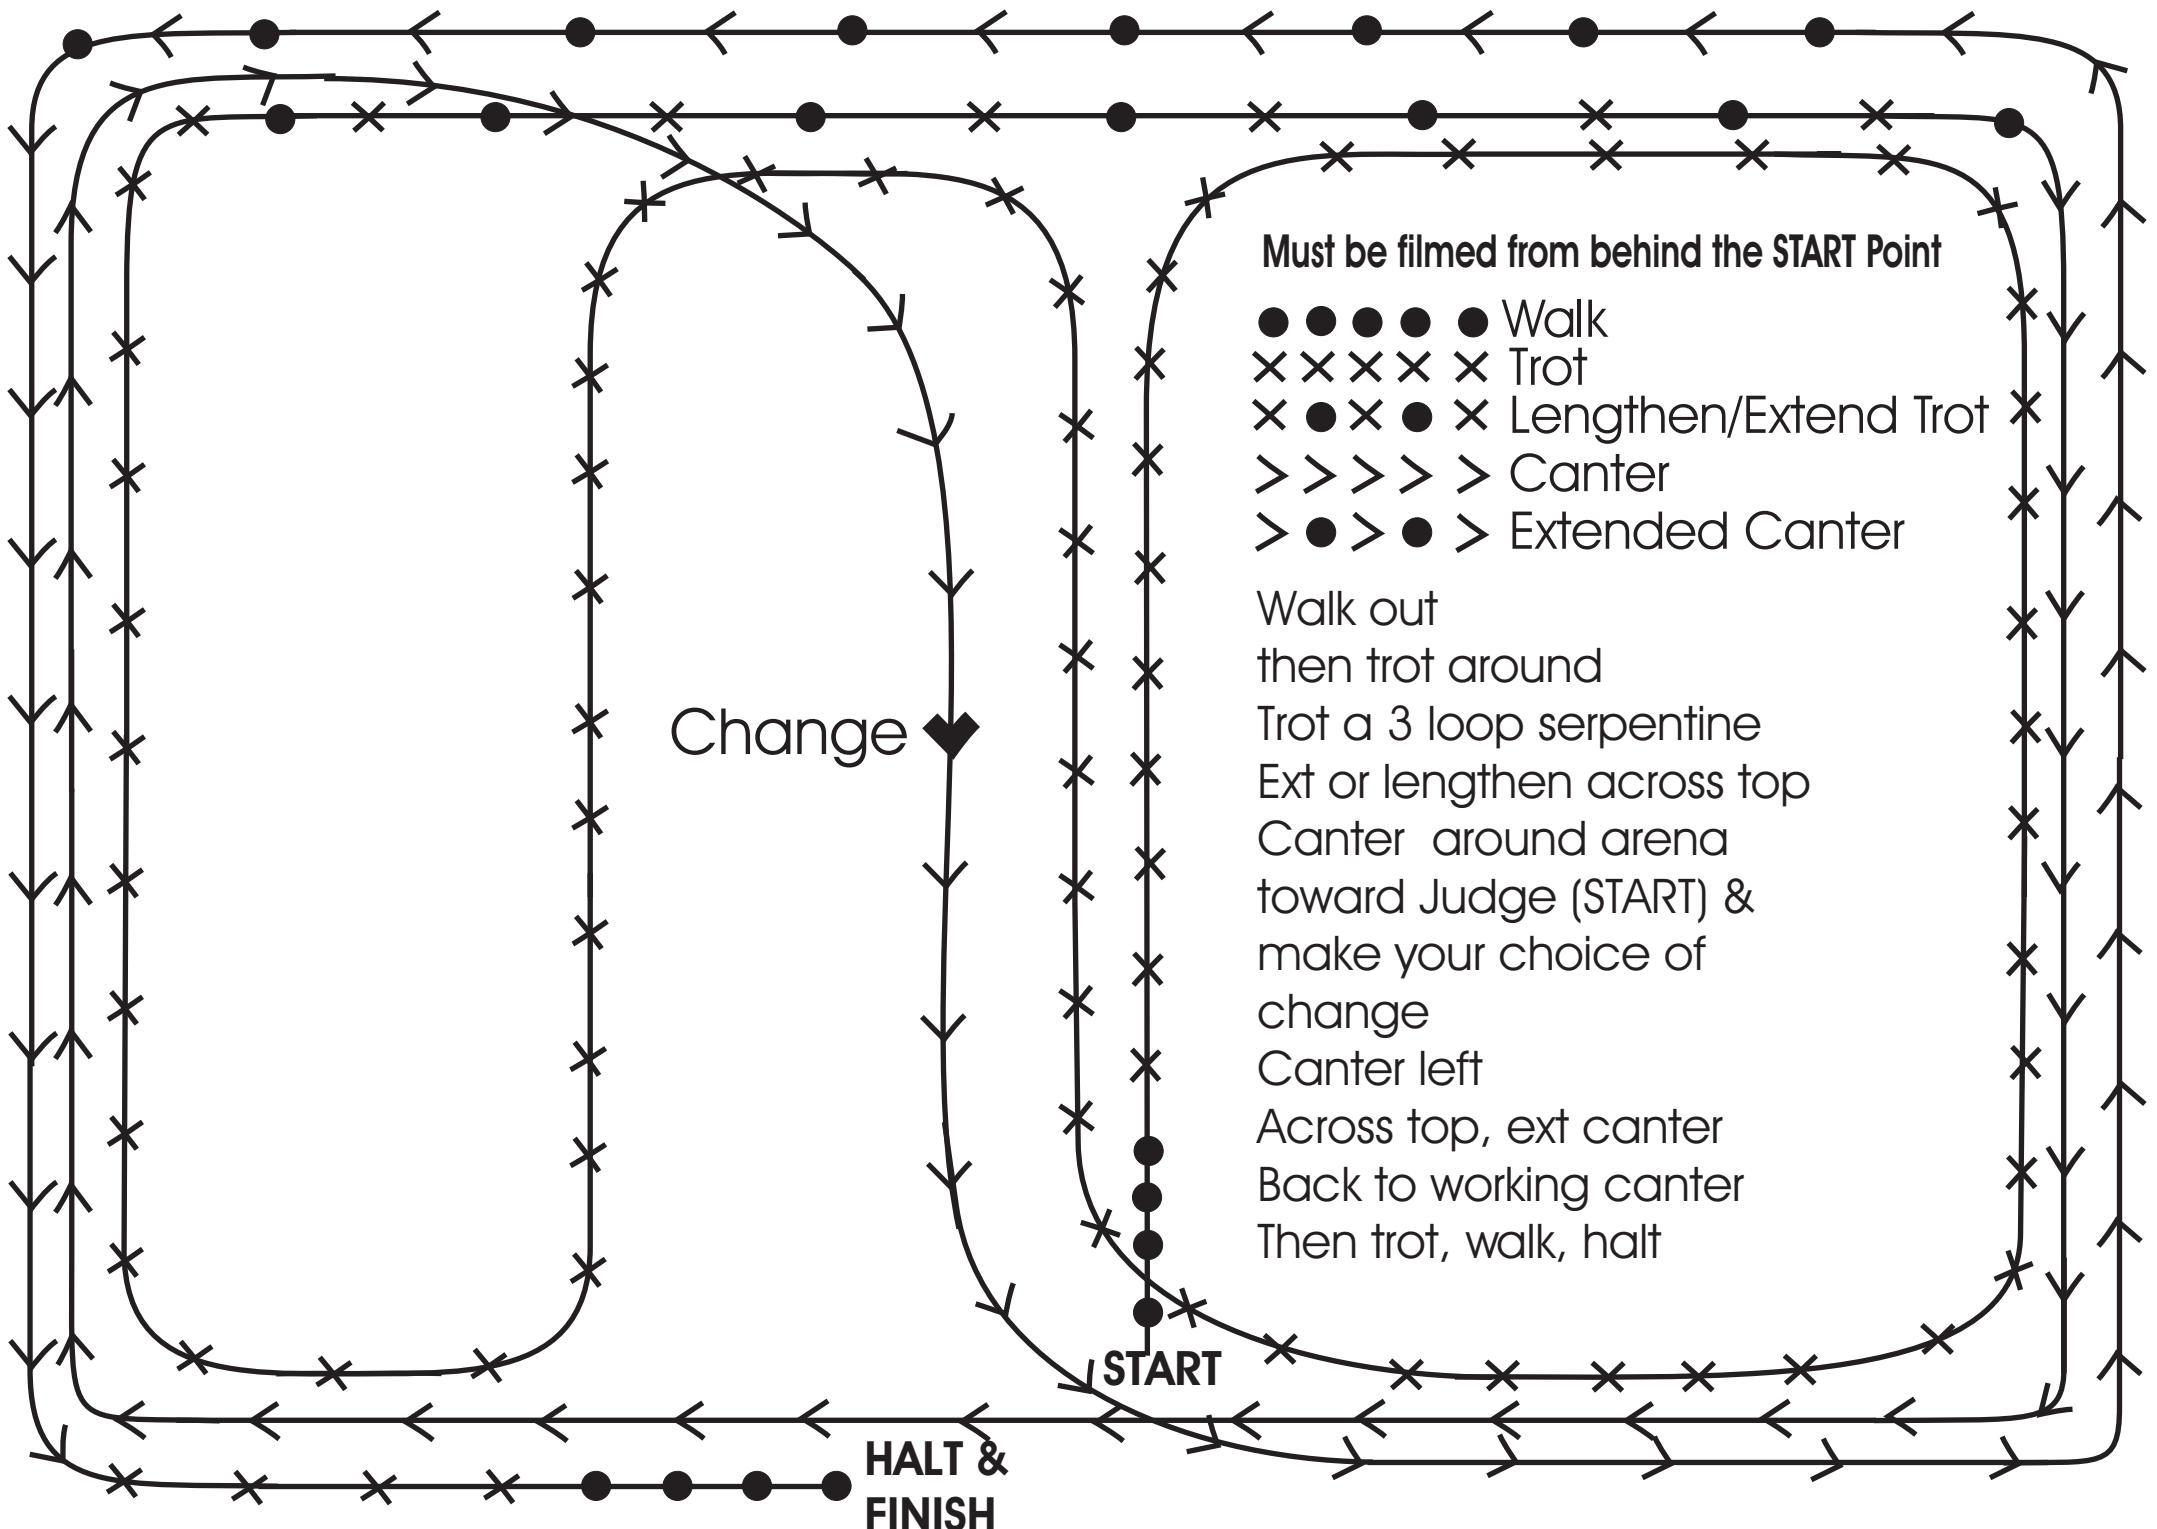 Must be filmed from behind the START Point
Walk
Trot
Lengthen/Extend Trot
Canter
Extended Canter
Walk out
then trot around
Trot a 3 loop serpentine
Ext or lengthen across top
Canter around arena
toward Judge (START) &
make your choice of
change
Canter left
Across top, ext canter
Back to working canter
Then trot, walk, halt
Change
START
HALT &
FINISH